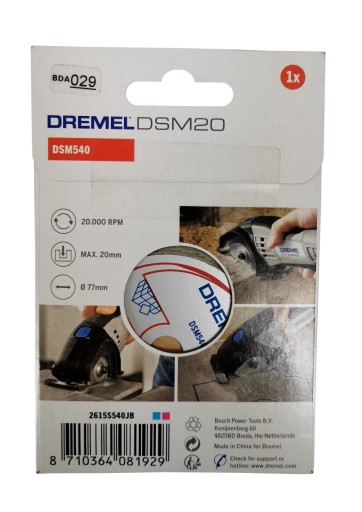 BDA029
1x
DREMEL DSM20
DSM540
20.000 RPM
MAX. 20mm
Ø 77mm
DREMEL
DREMEL
DSM540
2615S540JB
8 710364 081929
Bosch Power Tools B.V.
Konijnenberg 60
4825BD Breda, the Netherlands
Made in China for Dremel.
Check for support or
hotline: www.dremel.com